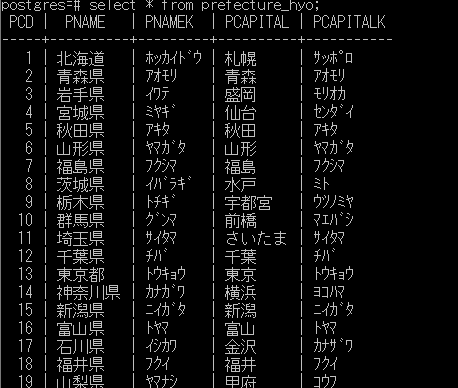 postgres=# select * from prefecture_hyo;
PCD | PNAME | PNAMEK | PCAPITAL | PCAPITALK
-----+----------+----------+----------+-----------
1 | 北海道 | ﾎｯｶｲﾄﾞｳ | 札幌 | ｻｯﾎﾟﾛ
2 | 青森県 | ｱｵﾓﾘ | 青森 | ｱｵﾓﾘ
3 | 岩手県 | ｲﾜﾃ | 盛岡 | ﾓﾘｵｶ
4 | 宮城県 | ﾐﾔｷﾞ | 仙台 | ｾﾝﾀﾞｲ
5 | 秋田県 | ｱｷﾀ | 秋田 | ｱｷﾀ
6 | 山形県 | ﾔﾏｶﾞﾀ | 山形 | ﾔﾏｶﾞﾀ
7 | 福島県 | ﾌｸｼﾏ | 福島 | ﾌｸｼﾏ
8 | 茨城県 | ｲﾊﾞﾗｷﾞ | 水戸 | ﾐﾄ
9 | 栃木県 | ﾄﾁｷﾞ | 宇都宮 | ｳﾂﾉﾐﾔ
10 | 群馬県 | ｸﾞﾝﾏ | 前橋 | ﾏｴﾊﾞｼ
11 | 埼玉県 | ｻｲﾀﾏ | さいたま | ｻｲﾀﾏ
12 | 千葉県 | ﾁﾊﾞ | 千葉 | ﾁﾊﾞ
13 | 東京都 | ﾄｳｷｮｳ | 東京 | ﾄｳｷｮｳ
14 | 神奈川県 | ｶﾅｶﾞﾜ | 横浜 | ﾖｺﾊﾏ
15 | 新潟県 | ﾆｲｶﾞﾀ | 新潟 | ﾆｲｶﾞﾀ
16 | 富山県 | ﾄﾔﾏ | 富山 | ﾄﾔﾏ
17 | 石川県 | ｲｼｶﾜ | 金沢 | ｶﾅｻﾞﾜ
18 | 福井県 | ﾌｸｲ | 福井 | ﾌｸｲ
19 | 山梨県 | ﾔﾏﾅｼ | 甲府 | ｺｳﾌ